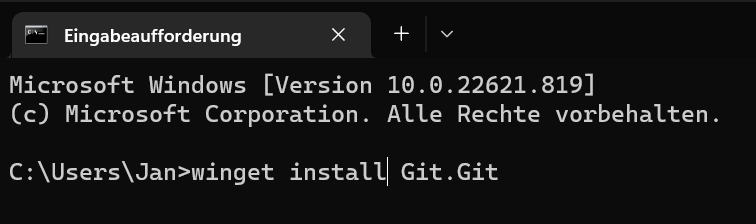 Eingabeaufforderung
Microsoft Windows [Version 10.0.22621.819]
(c) Microsoft Corporation. Alle Rechte vorbehalten.
C:\Users\Jan>winget install Git.Git